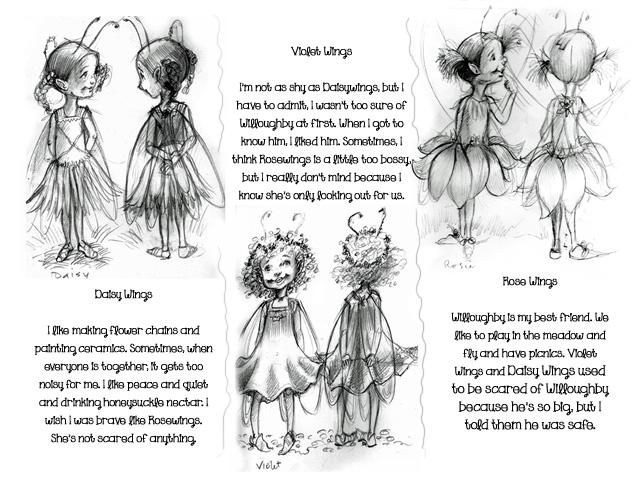 Violet Wings
I'm not as shy as Daisywings, but I
have to admit, I wasn't too sure of
Willoughby at first. When I got to
know him, I liked him. Sometimes, I
think Rosewings is a little too bossy,
but I really don't mind because I
know she's only looking out for us.
Daisy
Daisy Wings
I like making flower chains and
painting ceramics. Sometimes, when
everyone is together, it gets too
noisy for me. I like peace and quiet
and drinking honeysuckle nectar. I
wish I was brave like Rosewings.
She's not scared of anything.
Violet
Rosie
Rose Wings
Willoughby is my best friend. We
like to play in the meadow and
fly and have picnics. Violet
Wings and Daisy Wings used
to be scared of Willoughby
because he's so big, but I
told them he was safe.